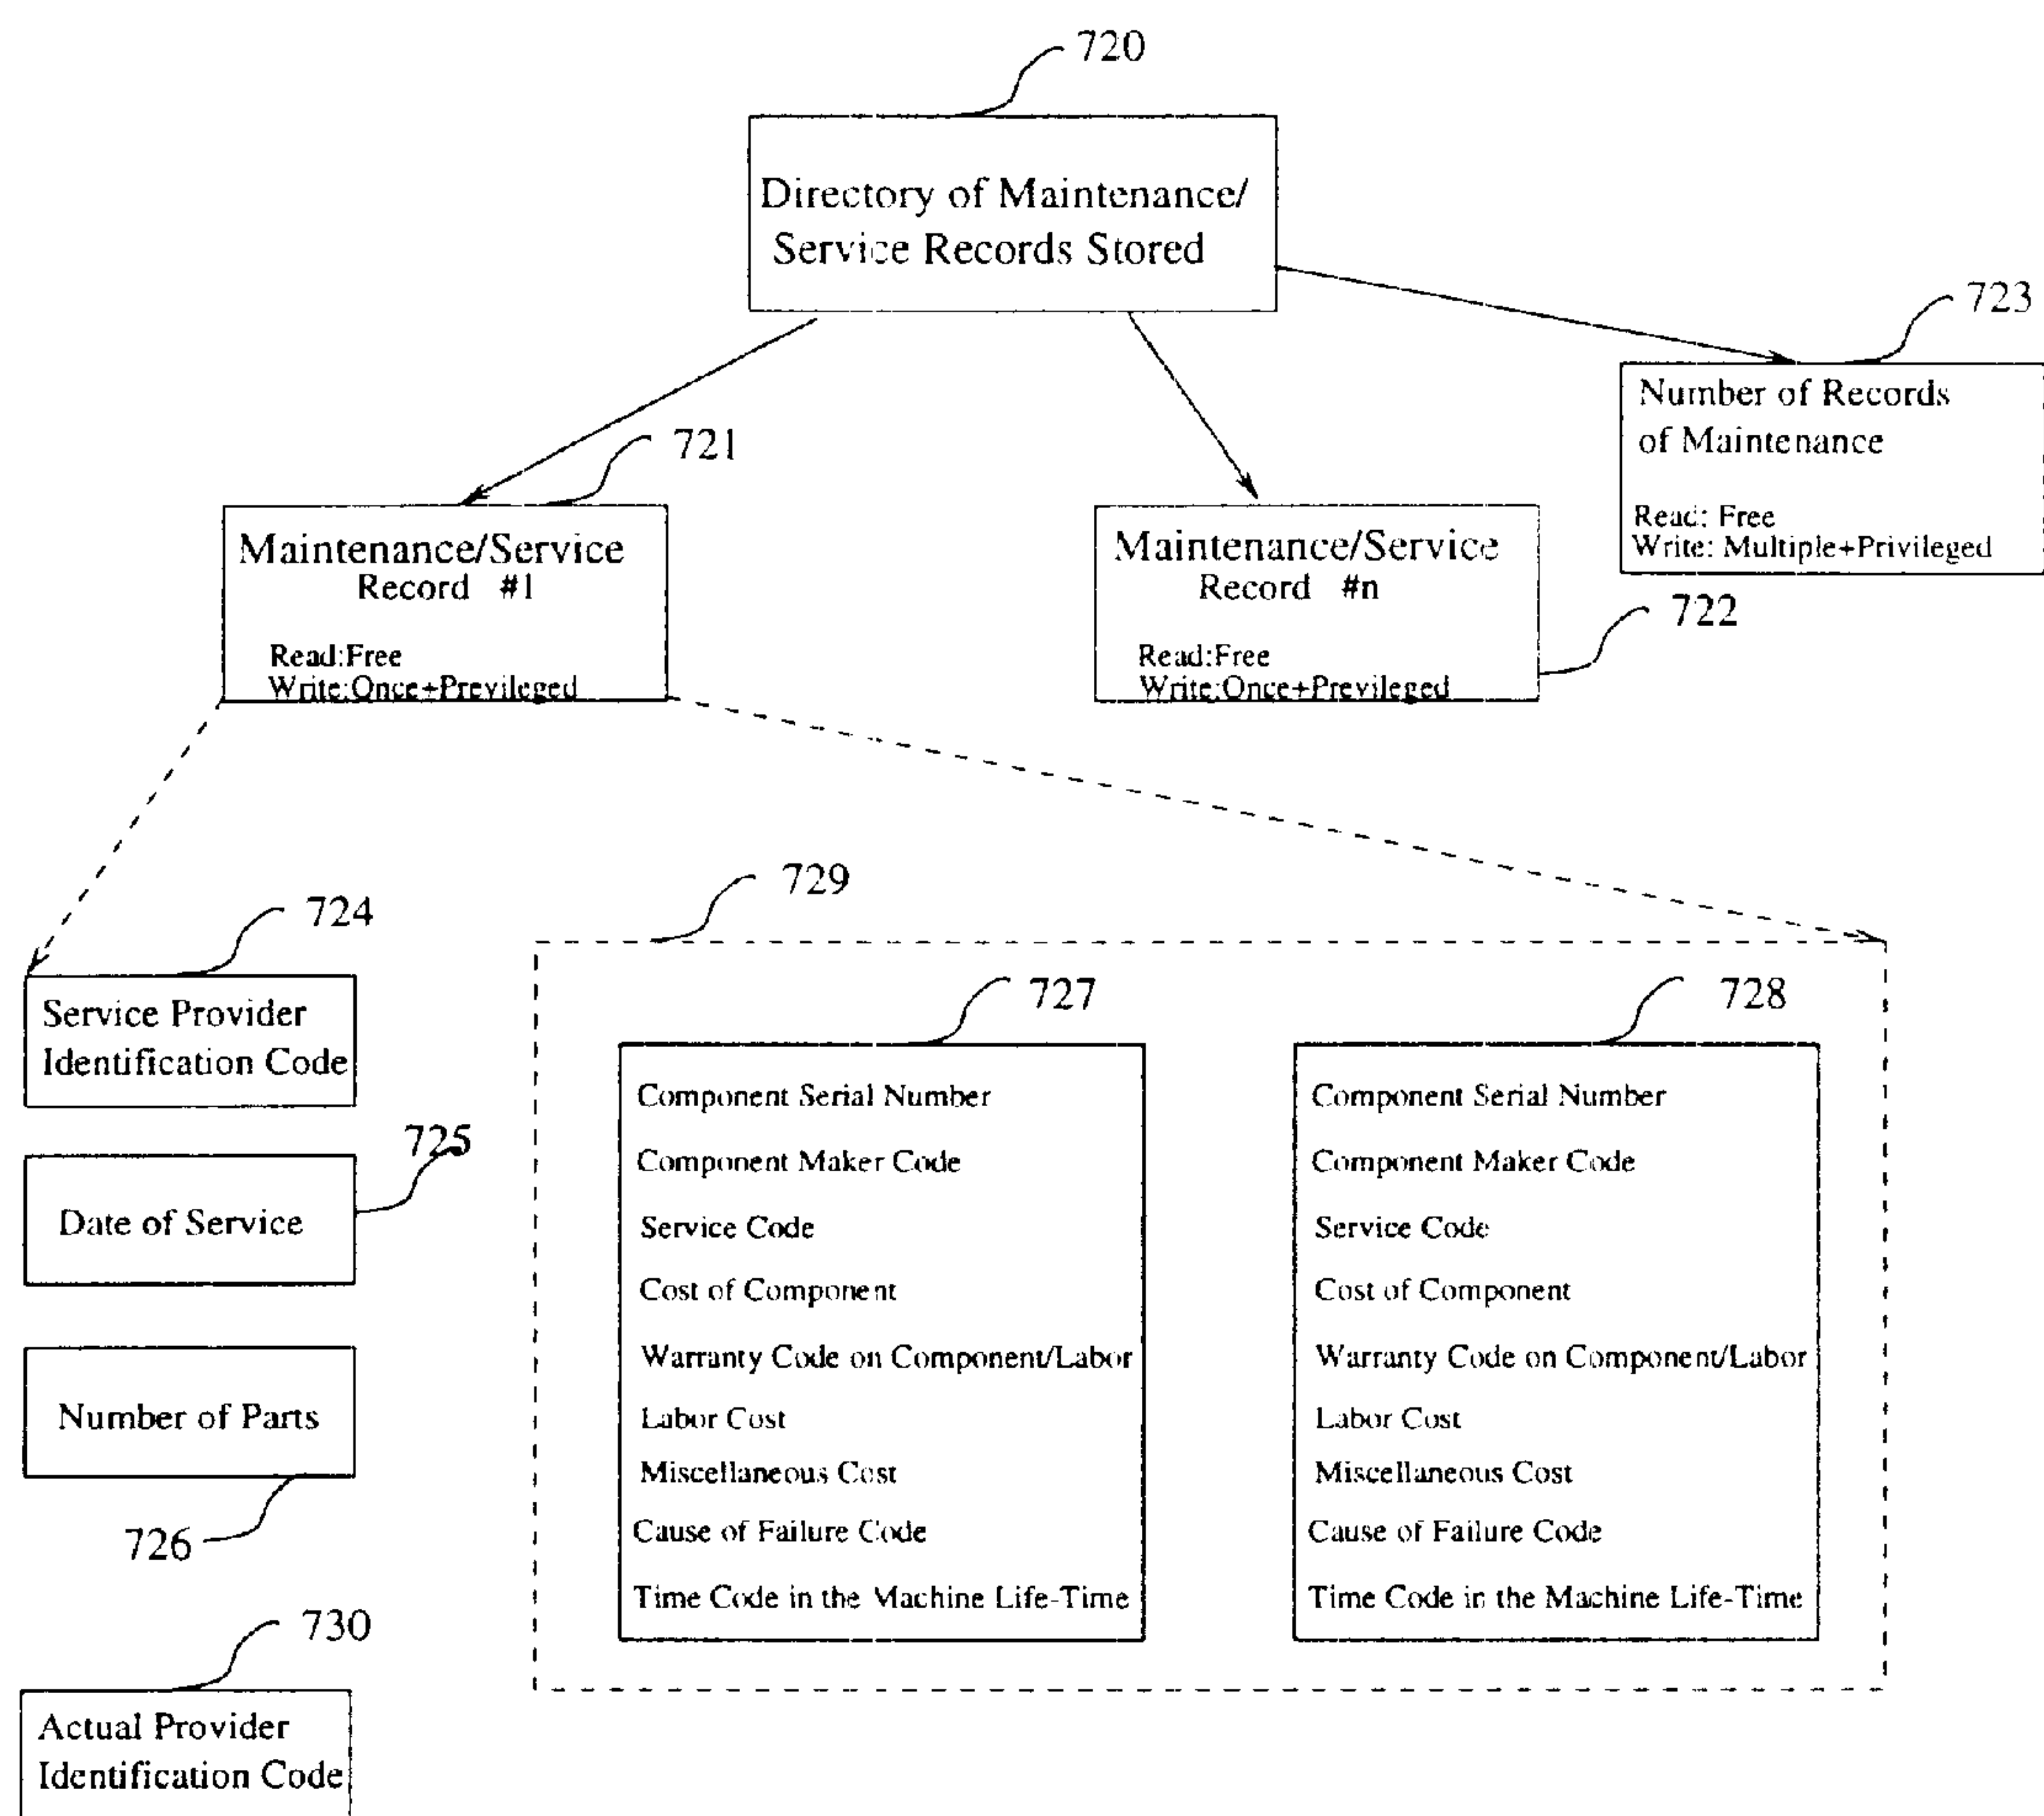 720
Directory of Maintenance/
Service Records Stored
723
Number of Records
of Maintenance
Read: Free
Write: Multiple+Privileged
721
Maintenance/Service
Record #1
Read:Free
Write:Once+Previleged
Maintenance/Service
Record #n
Read:Free
Write:Once+Previleged
722
724
Service Provider
Identification Code
725
Date of Service
Number of Parts
726
730
Actual Provider
Identification Code
729
727
Component Serial Number
Component Maker Code
Service Code
Cost of Component
Warranty Code on Component/Labor
Labor Cost
Miscellaneous Cost
Cause of Failure Code
Time Code in the Machine Life-Time
728
Component Serial Number
Component Maker Code
Service Code
Cost of Component
Warranty Code on Component/Labor
Labor Cost
Miscellaneous Cost
Cause of Failure Code
Time Code in the Machine Life-Time